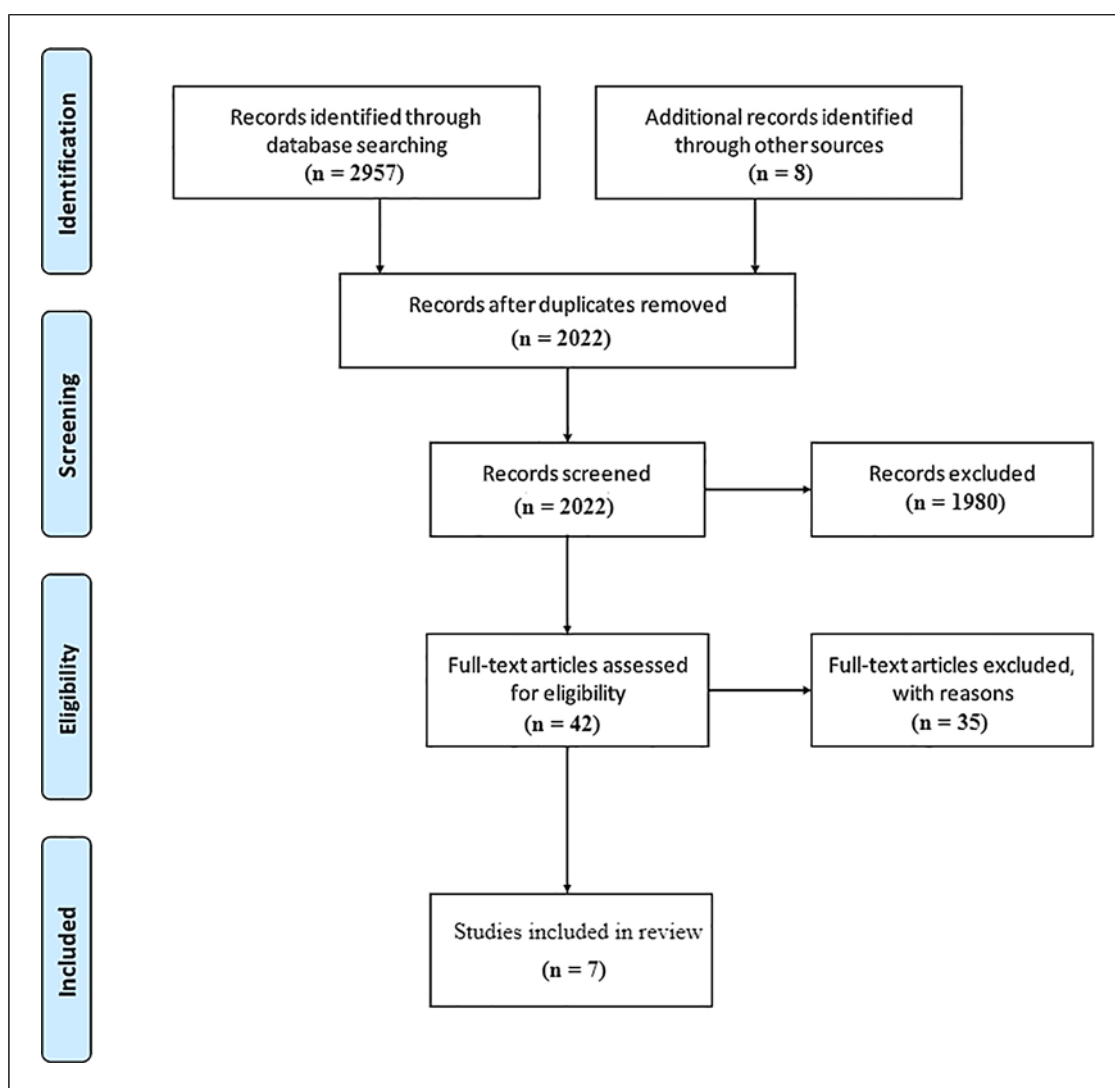 Identification
Records identified through
database searching
(n = 2957)
Additional records identified
through other sources
(n = 8)
Records after duplicates removed
(n = 2022)
Screening
Records screened
(n = 2022)
Records excluded
(n = 1980)
Eligibility
Full-text articles assessed
for eligibility
(n = 42)
Full-text articles excluded,
with reasons
(n = 35)
Included
Studies included in review
(n = 7)